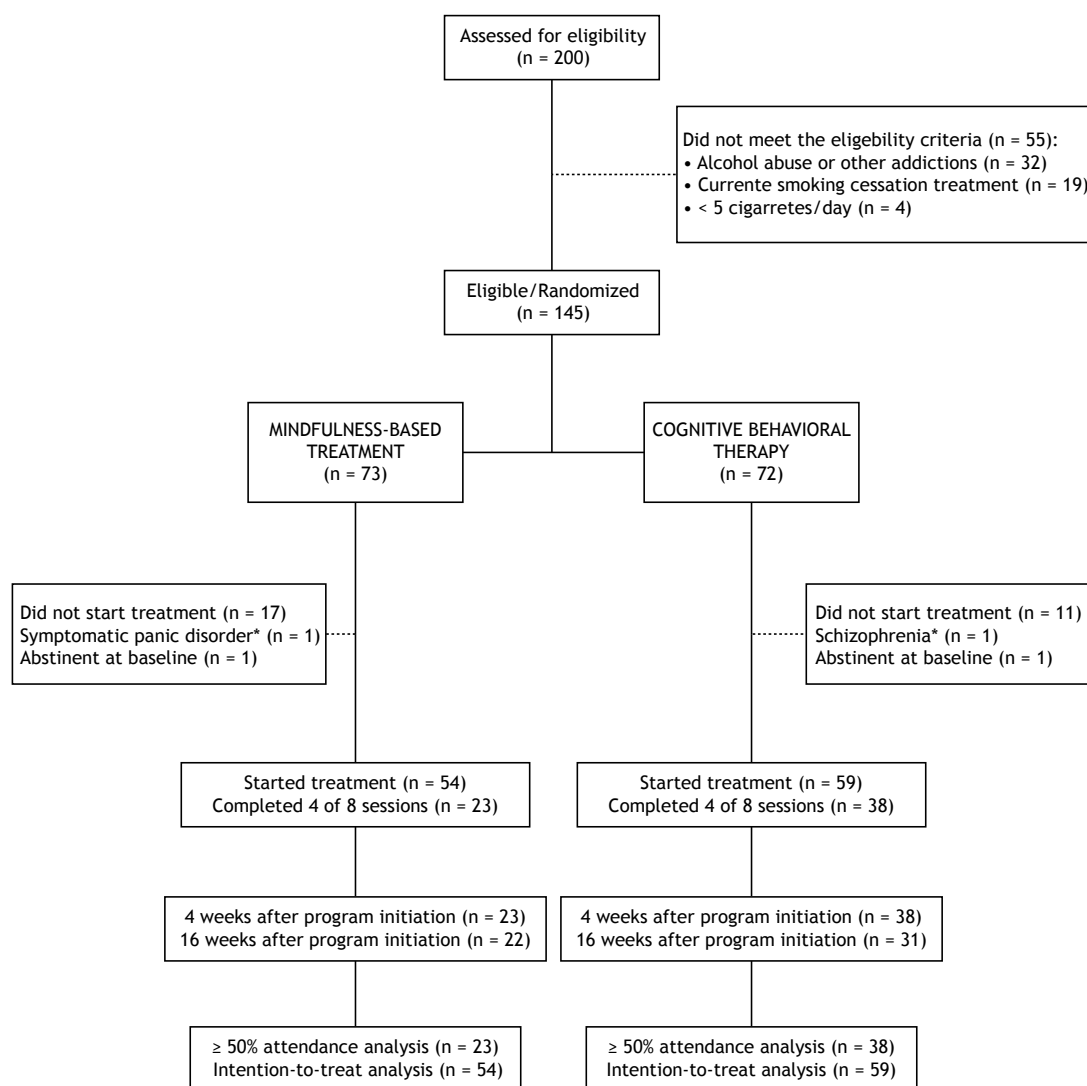 Assessed for eligibility
(n = 200)
Did not meet the eligebility criteria (n = 55):
• Alcohol abuse or other addictions (n = 32)
• Currente smoking cessation treatment (n = 19)
• < 5 cigarretes/day (n = 4)
Eligible/Randomized
(n = 145)
MINDFULNESS-BASED
TREATMENT
(n = 73)
COGNITIVE BEHAVIORAL
THERAPY
(n = 72)
Did not start treatment (n = 17)
Symptomatic panic disorder* (n = 1)
Abstinent at baseline (n = 1)
Did not start treatment (n = 11)
Schizophrenia* (n = 1)
Abstinent at baseline (n = 1)
Started treatment (n = 54)
Completed 4 of 8 sessions (n = 23)
Started treatment (n = 59)
Completed 4 of 8 sessions (n = 38)
4 weeks after program initiation (n = 23)
16 weeks after program initiation (n = 22)
4 weeks after program initiation (n = 38)
16 weeks after program initiation (n = 31)
≥ 50% attendance analysis (n = 23)
Intention-to-treat analysis (n = 54)
≥ 50% attendance analysis (n = 38)
Intention-to-treat analysis (n = 59)